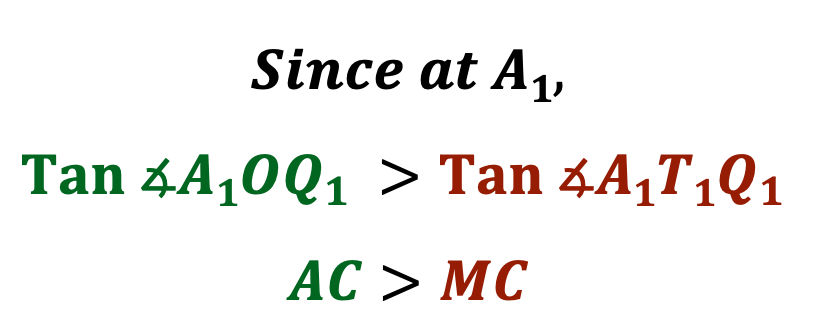 Since at A₁,
Tan ∡A₁OQ₁ > Tan ∡A₁T₁Q₁
AC > MC